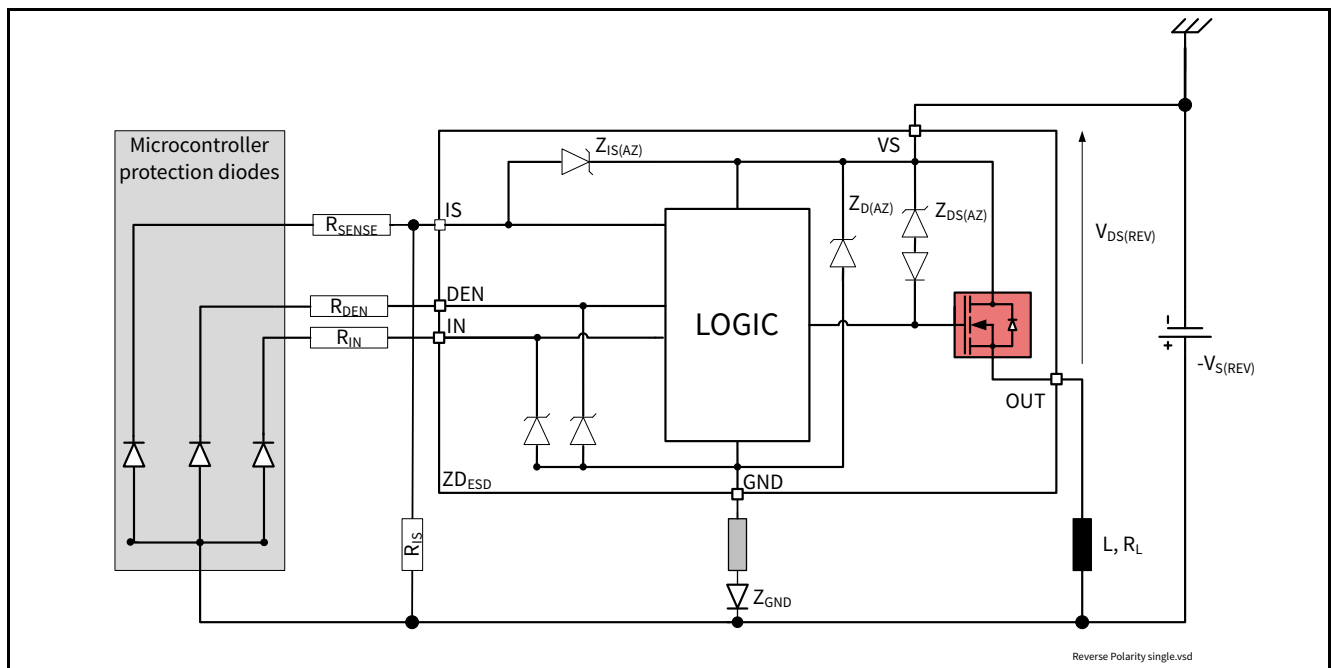 Microcontroller
protection diodes
Z_IS(AZ)
VS
Z_D(AZ)
Z_DS(AZ)
V_DS(REV)
IS
R_SENSE
DEN
R_DEN
IN
R_IN
LOGIC
-
+
-V_S(REV)
OUT
ZD_ESD
GND
R_IS
L, R_L
Z_GND
Reverse Polarity single.vsd